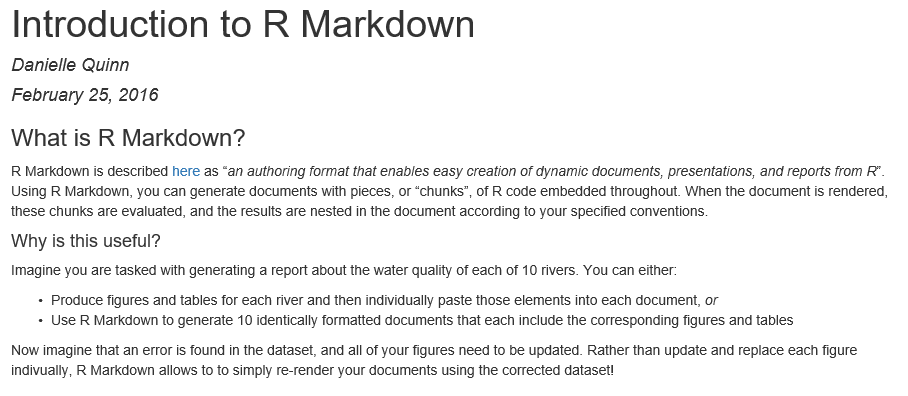 Introduction to R Markdown
Danielle Quinn
February 25, 2016
What is R Markdown?
R Markdown is described here as “an authoring format that enables easy creation of dynamic documents, presentations, and reports from R”.
Using R Markdown, you can generate documents with pieces, or “chunks”, of R code embedded throughout. When the document is rendered,
these chunks are evaluated, and the results are nested in the document according to your specified conventions.
Why is this useful?
Imagine you are tasked with generating a report about the water quality of each of 10 rivers. You can either:
• Produce figures and tables for each river and then individually paste those elements into each document, or
• Use R Markdown to generate 10 identically formatted documents that each include the corresponding figures and tables
Now imagine that an error is found in the dataset, and all of your figures need to be updated. Rather than update and replace each figure
indivually, R Markdown allows to to simply re-render your documents using the corrected dataset!